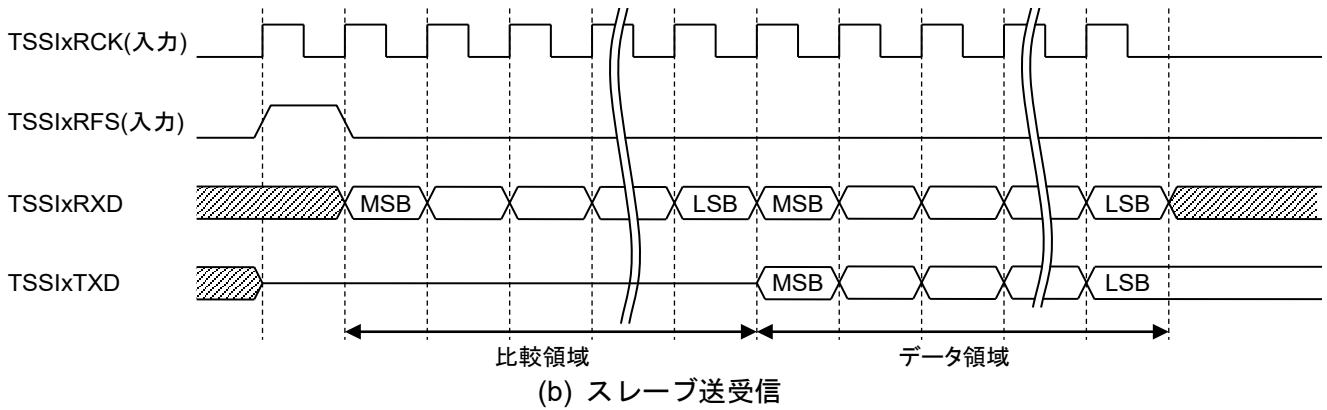 TSSIxRCK(入力)
TSSIxRFS(入力)
TSSIxRXD MSB LSB MSB LSB
TSSIxTXD MSB LSB
比較領域 データ領域
(b) スレーブ送受信